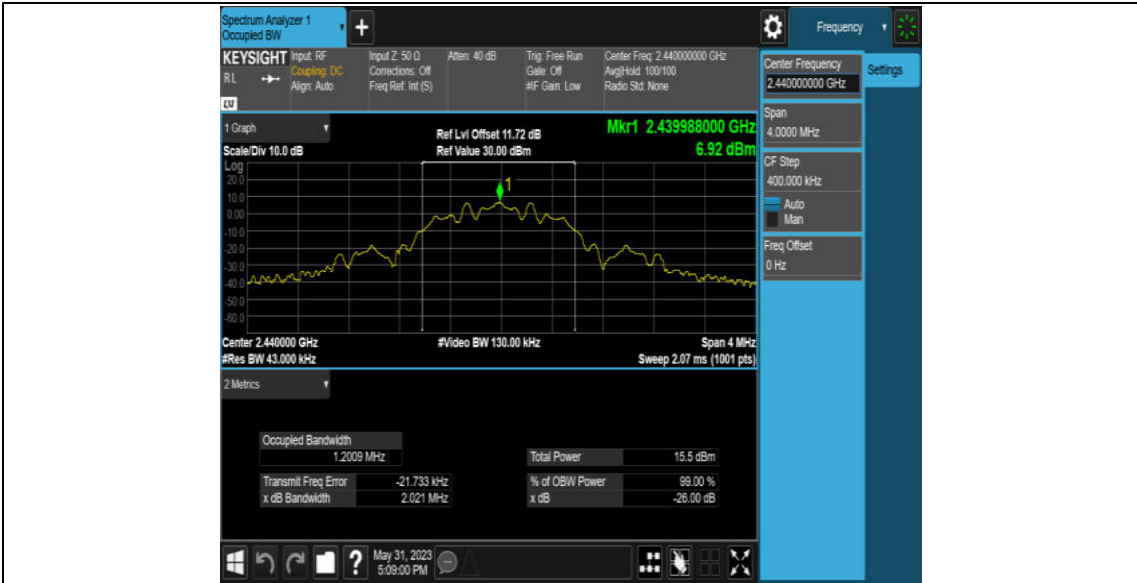 Spectrum Analyzer 1
Occupied BW
+
Frequency
KEYSIGHT Input: RF
Coupling: DC
Align: Auto
R L
LXI
Input Z: 50 Ω
Corrections: Off
Freq Ref: Int (S)
Atten: 40 dB
Trig: Free Run
Gate: Off
#IF Gain: Low
Center Freq: 2.440000000 GHz
Avg|Hold: 100/100
Radio Std: None
Center Frequency
2.440000000 GHz
Settings
Span
4.0000 MHz
CF Step
400.000 kHz
Auto
Man
Freq Offset
0 Hz
1 Graph
Scale/Div 10.0 dB
Ref Lvl Offset 11.72 dB
Ref Value 30.00 dBm
Mkr1 2.439988000 GHz
6.92 dBm
Log
20.0
10.0
0.00
-10.0
-20.0
-30.0
-40.0
-50.0
-60.0
1
Center 2.440000 GHz
#Res BW 43.000 kHz
#Video BW 130.00 kHz
Span 4 MHz
Sweep 2.07 ms (1001 pts)
2 Metrics
Occupied Bandwidth
1.2009 MHz
Total Power 15.5 dBm
Transmit Freq Error -21.733 kHz
% of OBW Power 99.00 %
x dB Bandwidth 2.021 MHz
x dB -26.00 dB
?
May 31, 2023
5:09:00 PM